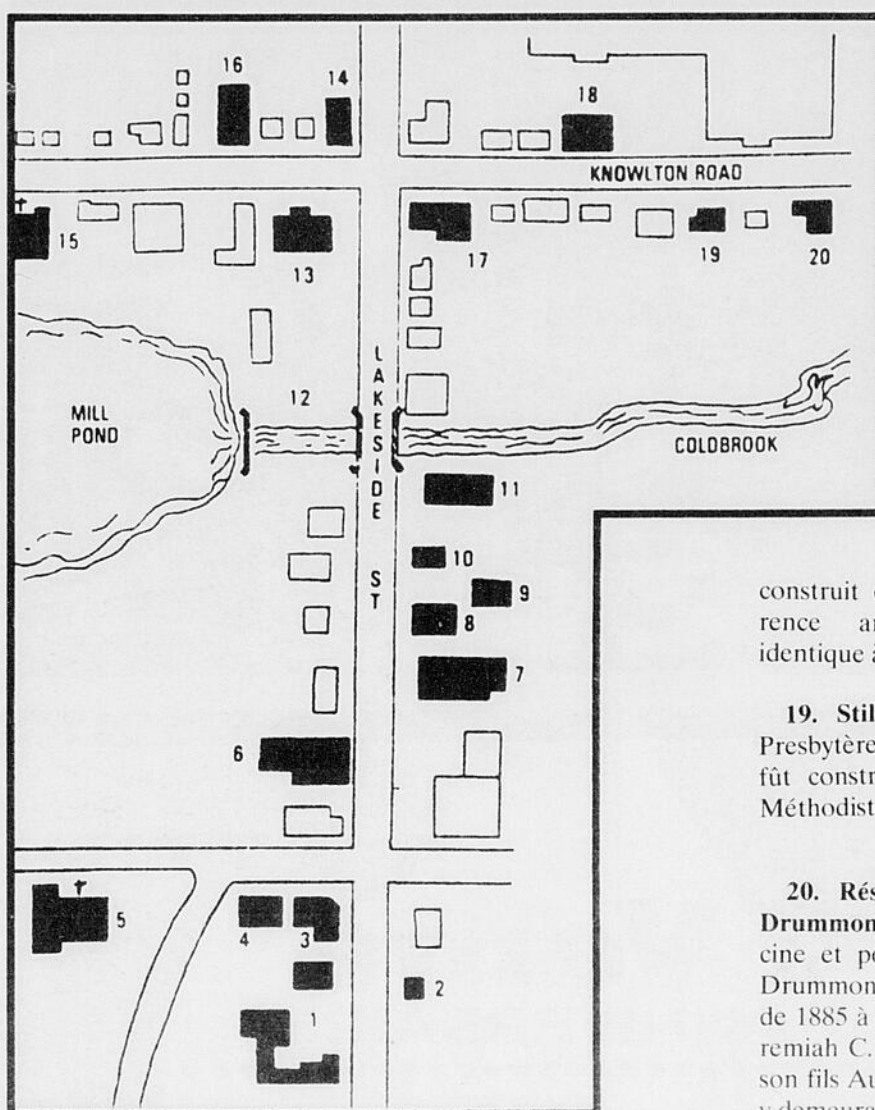 16
14
18
KNOWLTON ROAD
15
13
17
19
20
12
LAKESIDE ST
MILL
POND
COLDBROOK
11
10
9
8
7
6
5
4
3
2
1
construit
rence
identique à
19. Stil
Presbytère
fût constr
Méthodist
20. Rés
Drummon
cine et
Drummon
de 1885 à
remiah C.
son fils Au
y demoura